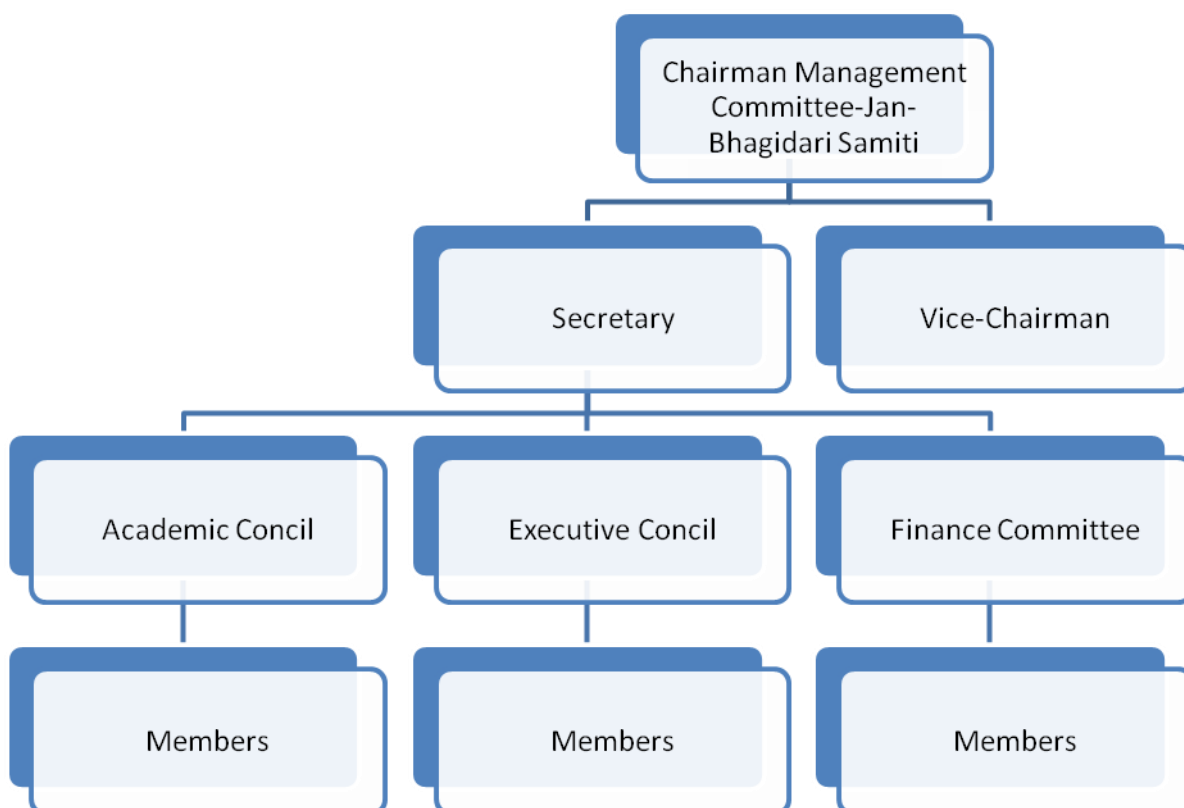 Chairman Management
Committee-Jan-
Bhagidari Samiti
Secretary
Vice-Chairman
Academic Concil
Executive Concil
Finance Committee
Members
Members
Members